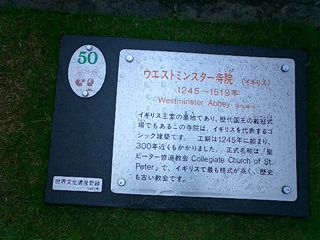 50
ウエストミンスター寺院 (イギリス)
1245～1519年
Westminster Abbey (England)
イギリス王室の墓地であり、歴代国王の戴冠式
場でもあるこの寺院は、イギリスを代表するゴ
シック建築です。 工期は1245年に始まり、
300年近くもかかりました。 正式名称は「聖
ピーター修道教会 Collegiate Church of St.
Peter」で、イギリスで最も格式が高く、歴史
も古い教会です。
世界文化遺産登録